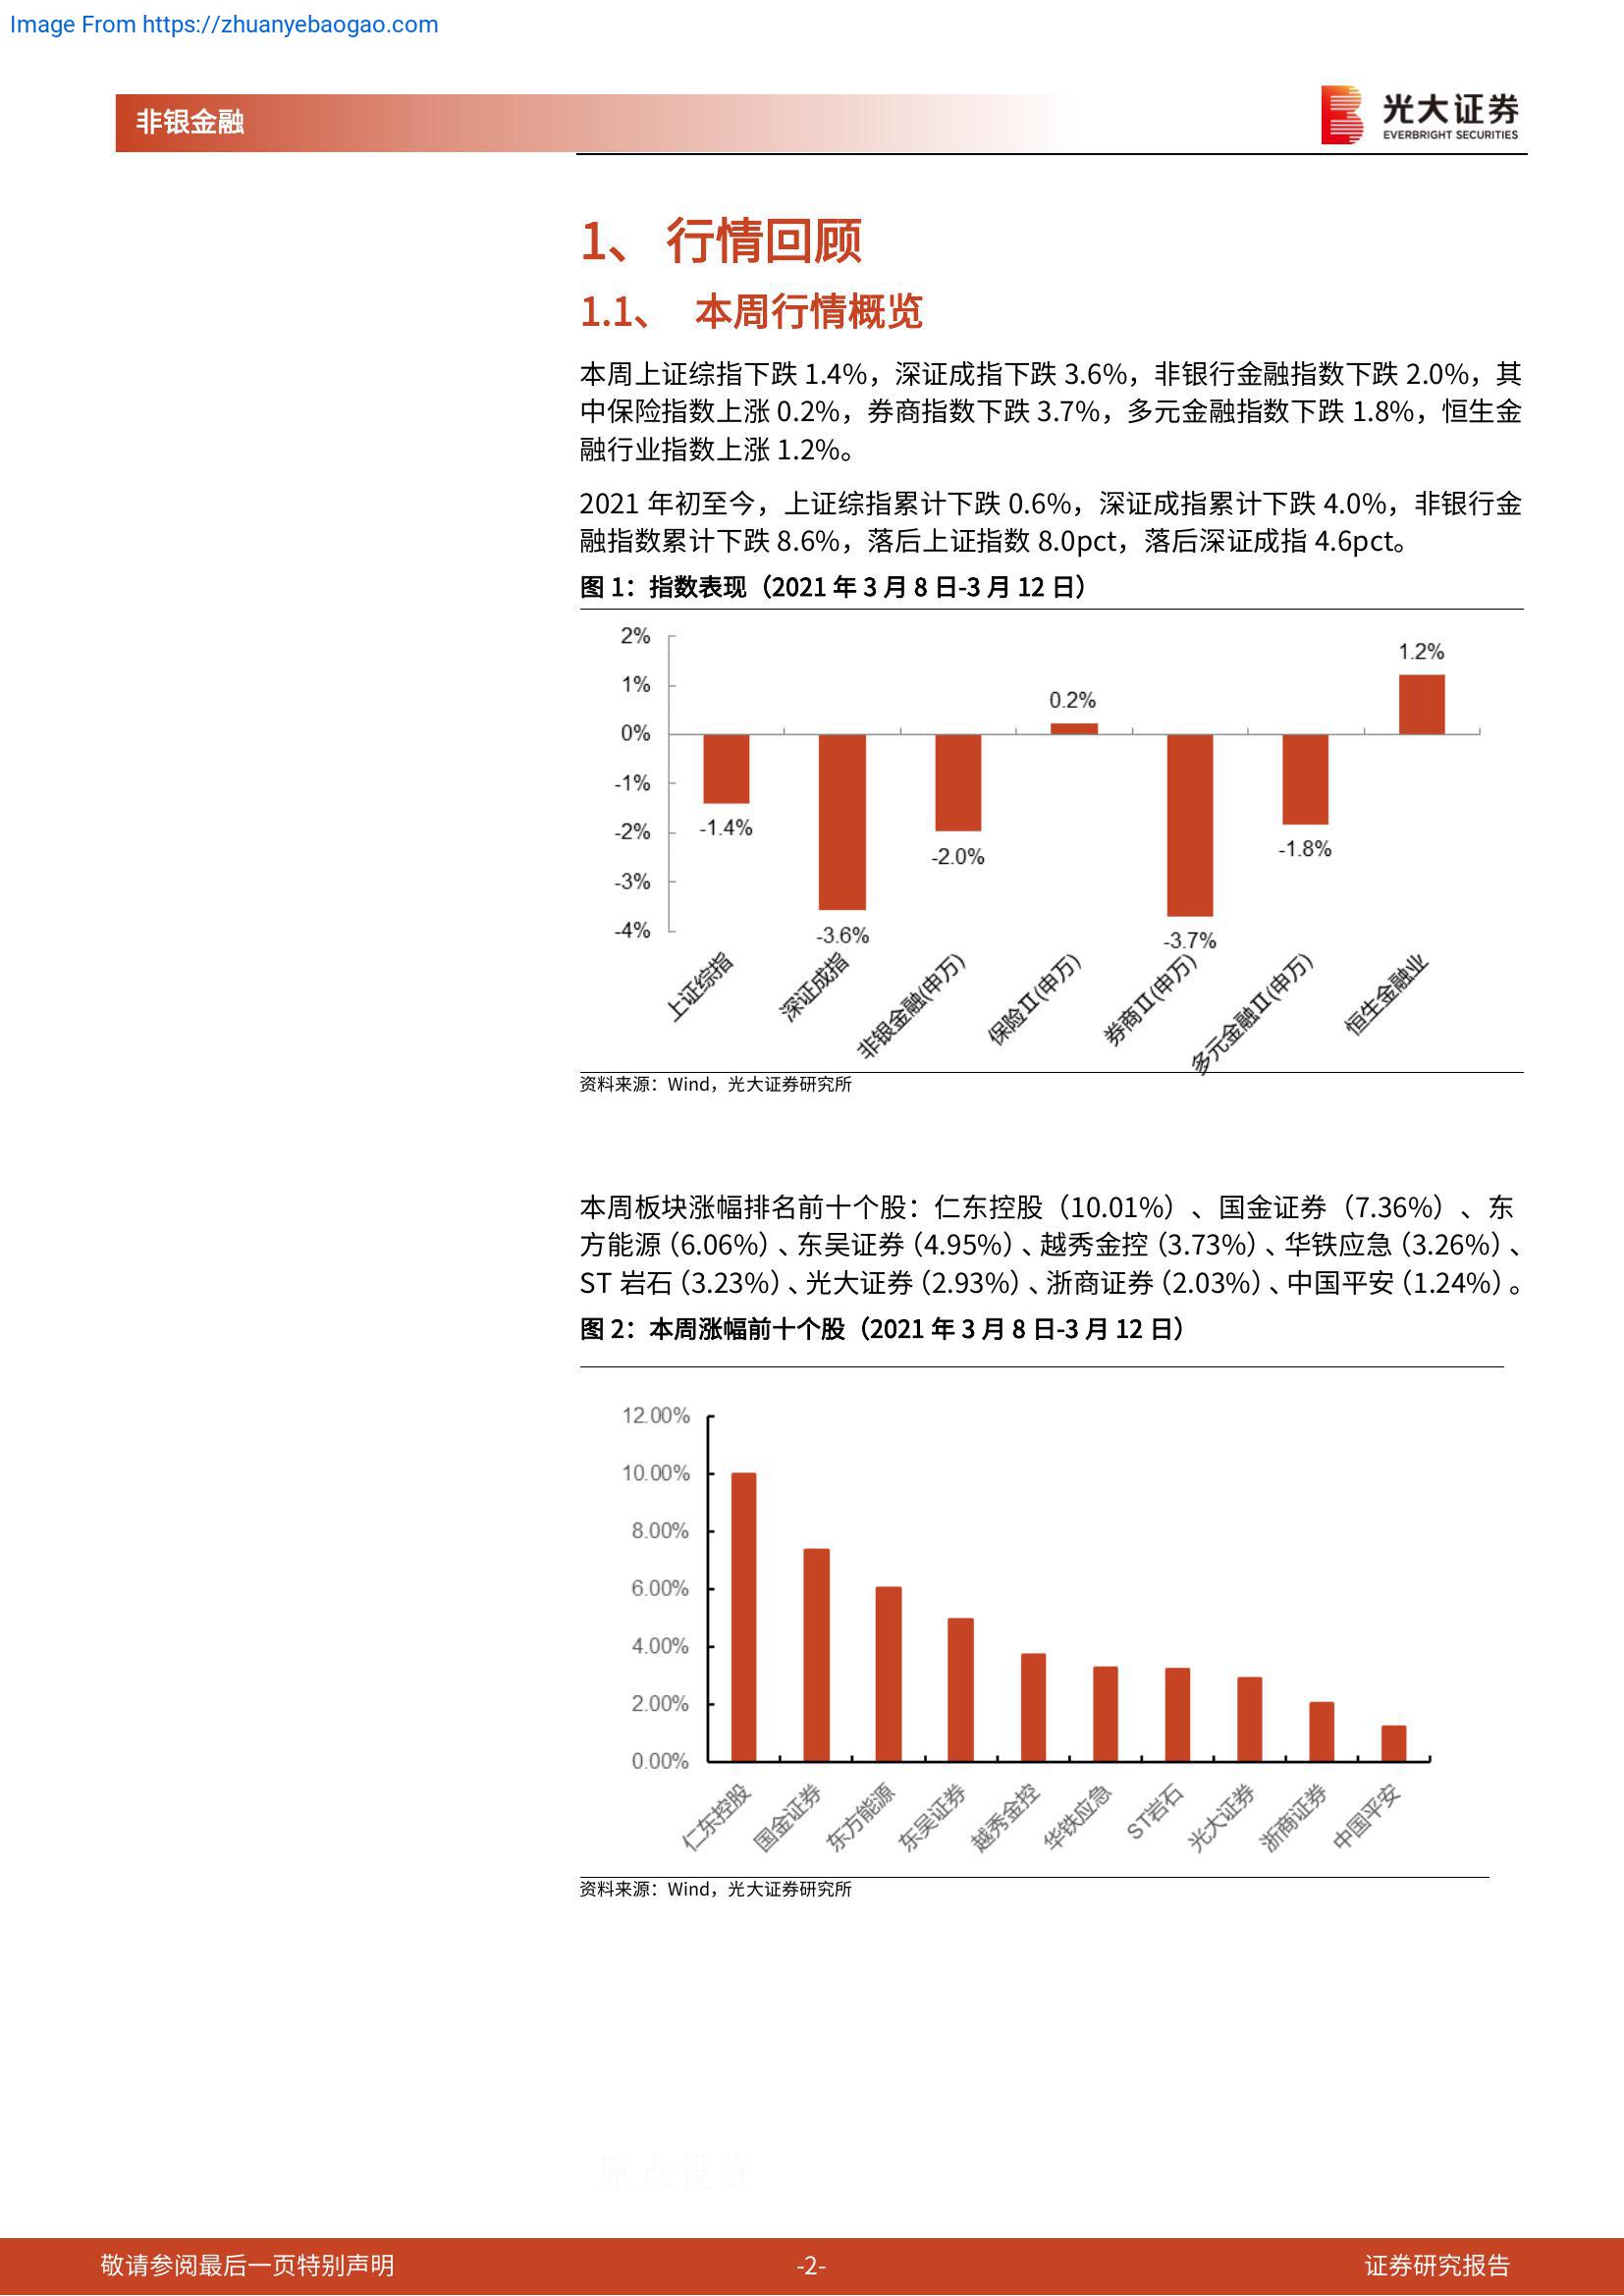 Image From https://zhuanyebaogao.com
非银金融
光大证券
EVERBRIGHT SECURITIES
1、 行情回顾
1.1、 本周行情概览
本周上证综指下跌 1.4%，深证成指下跌 3.6%，非银行金融指数下跌 2.0%，其
中保险指数上涨 0.2%，券商指数下跌 3.7%，多元金融指数下跌 1.8%，恒生金
融行业指数上涨 1.2%。
2021 年初至今，上证综指累计下跌 0.6%，深证成指累计下跌 4.0%，非银行金
融指数累计下跌 8.6%，落后上证指数 8.0pct，落后深证成指 4.6pct。
图 1：指数表现（2021 年 3 月 8 日-3 月 12 日）
2%
1%
0%
-1%
-2%
-3%
-4%
-1.4%
-3.6%
-2.0%
0.2%
-3.7%
-1.8%
1.2%
上证综指
深证成指
非银金融(申万)
保险Ⅱ(申万)
券商Ⅱ(申万)
多元金融Ⅱ(申万)
恒生金融业
资料来源：Wind，光大证券研究所
本周板块涨幅排名前十个股：仁东控股（10.01%）、国金证券（7.36%）、东
方能源（6.06%）、东吴证券（4.95%）、越秀金控（3.73%）、华铁应急（3.26%）、
ST 岩石（3.23%）、光大证券（2.93%）、浙商证券（2.03%）、中国平安（1.24%）。
图 2：本周涨幅前十个股（2021 年 3 月 8 日-3 月 12 日）
12.00%
10.00%
8.00%
6.00%
4.00%
2.00%
0.00%
仁东控股
国金证券
东方能源
东吴证券
越秀金控
华铁应急
ST岩石
光大证券
浙商证券
中国平安
资料来源：Wind，光大证券研究所
原点投资
敬请参阅最后一页特别声明
-2-
证券研究报告